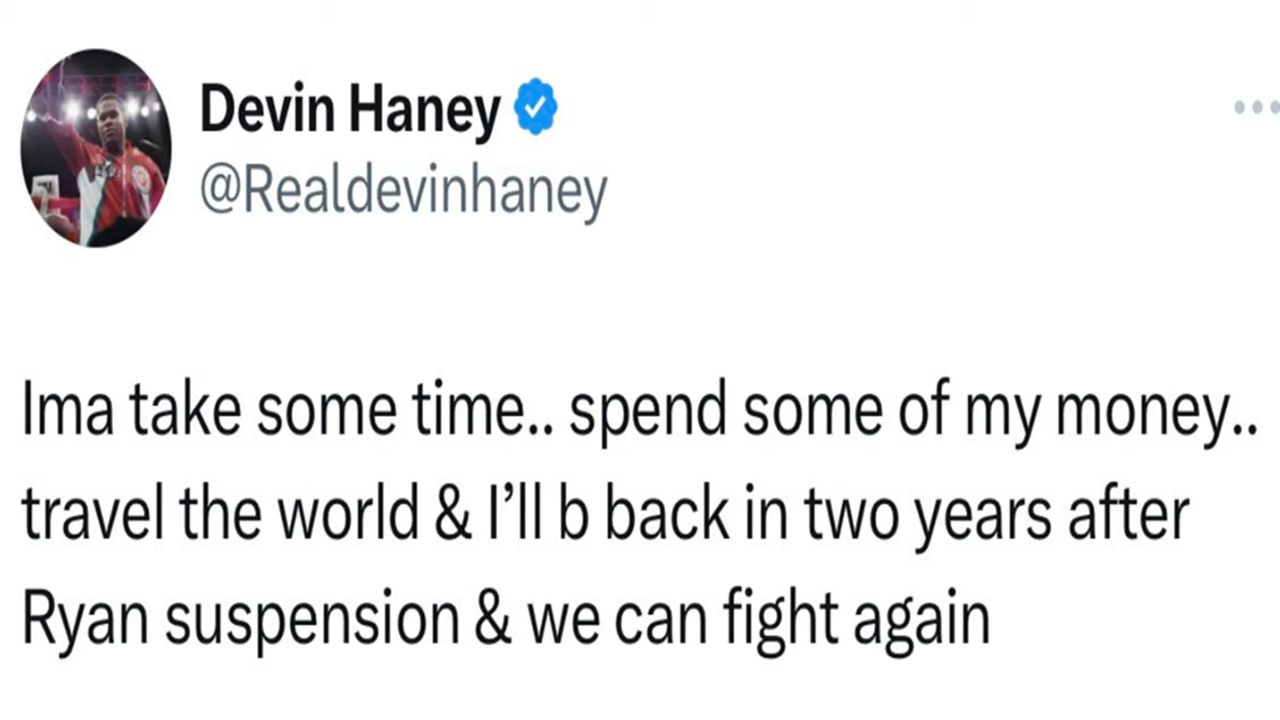 Devin Haney
@Realdevinhaney
Ima take some time.. spend some of my money..
travel the world & I’ll b back in two years after
Ryan suspension & we can fight again